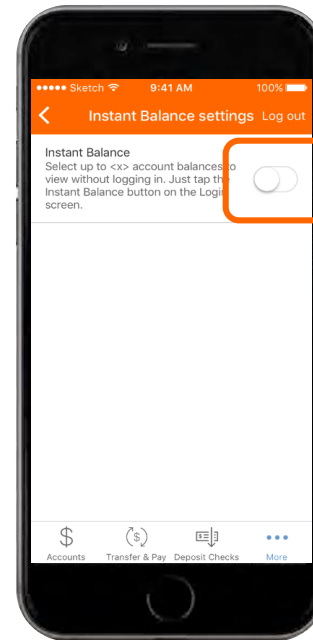 Sketch 9:41 AM 100%
Instant Balance settings Log out
Instant Balance
Select up to <x> account balances to
view without logging in. Just tap the
Instant Balance button on the Login
screen.
Accounts Transfer & Pay Deposit Checks More